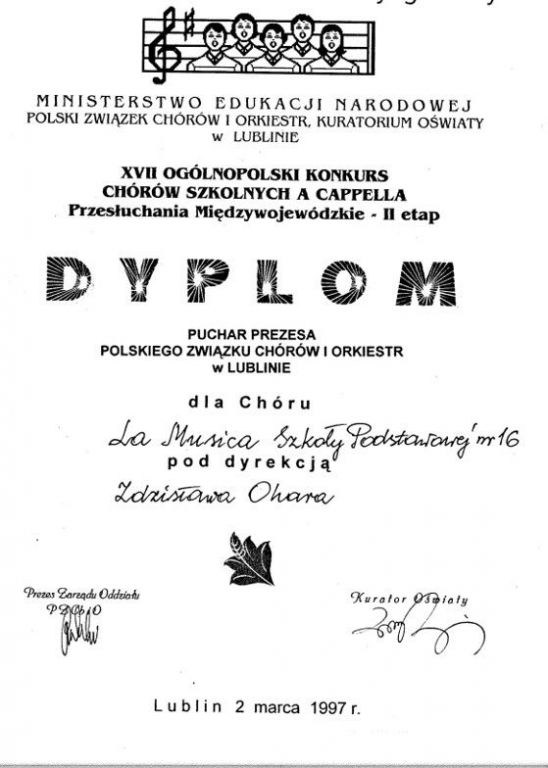 MINISTERSTWO EDUKACJI NARODOWEJ
POLSKI ZWIĄZEK CHÓRÓW I ORKIESTR, KURATORIUM OŚWIATY
w LUBLINIE
XVII OGÓLNOPOLSKI KONKURS
CHÓRÓW SZKOLNYCH A CAPPELLA
Przesłuchania Międzywojewódzkie - II etap
DYPLOM
PUCHAR PREZESA
POLSKIEGO ZWIĄZKU CHÓRÓW I ORKIESTR
w LUBLINIE
dla Chóru
La Musica Szkoły Podstawowej nr 16
pod dyrekcją
Zdzisława Ohara
Prezes Zarządu Oddziału
P Z Ch i O
Kurator Oświaty
Lublin 2 marca 1997 r.